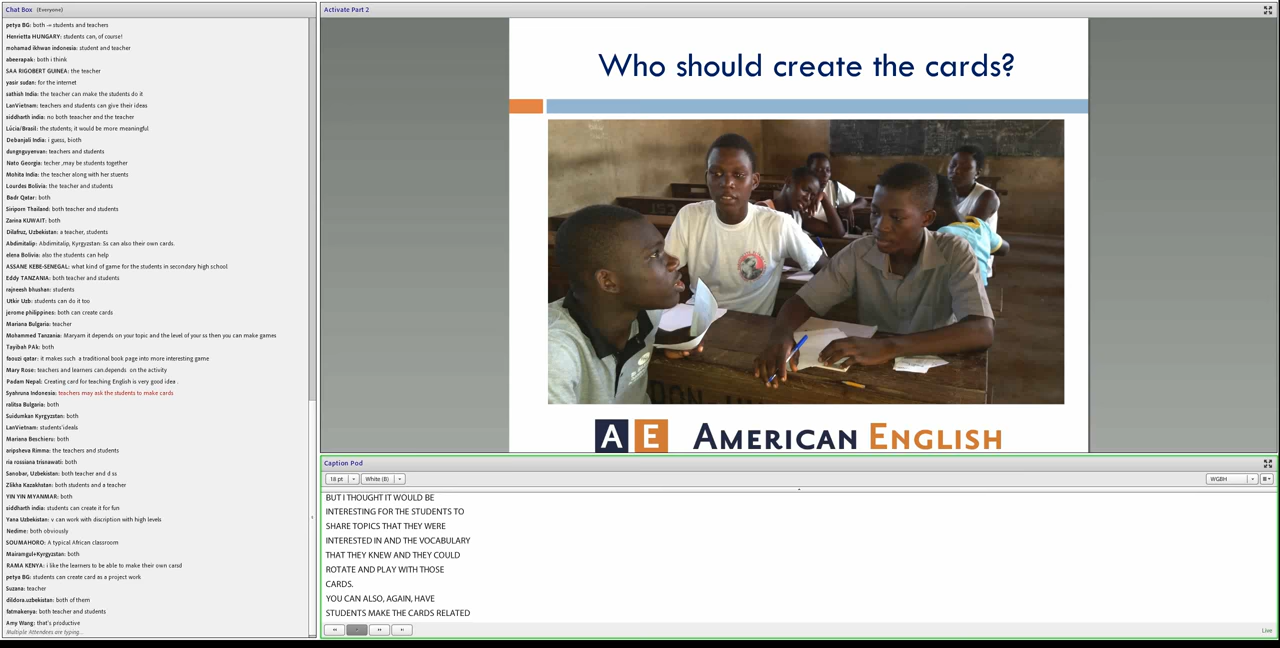 Chat Box (Everyone)
petya BG: both -= students and teachers
Henrietta HUNGARY: students can, of course!
mohamad ikhwan indonesia: student and teacher
abeerapak: both i think
SAA RIGOBERT GUINEA: the teacher
yasir sudan: for the internet
sathish India: the teacher can make the students do it
LanVietnam: teachers and students can give their ideas
siddharth india: no both teaacher and the teacher
Lúcia/Brasil: the students; it would be more meaningful
Debanjali India: i guess, bioth
dungnguyenvan: teachers and students
Nato Georgia: techer ,may be students together
Mohita India: the teacher along with her stuents
Lourdes Bolivia: the teacher and students
Badr Qatar: both
Siriporn Thailand: both teacher and students
Zarina KUWAIT: both
Dilafruz, Uzbekistan: a teacher, students
Abdimitalip: Abdimitalip, Kyrgyzstan: Ss can also their own cards.
elena Bolivia: also the students can help
ASSANE KEBE-SENEGAL: what kind of game for the students in secondary high school
Eddy TANZANIA: both teacher and students
rajneesh bhushan: students
Utkir Uzb: students can do it too
jerome philippines: both can create cards
Mariana Bulgaria: teacher
Mohammed Tanzania: Maryam it depends on your topic and the level of your ss then you can make games
Tayibah PAk: both
faouzi qatar: it makes such a traditional book page into more interesting game
Mary Rose: teachers and learners can.depends on the activity
Padam Nepal: Creating card for teaching English is very good idea .
Syahruna Indonexia: teachers may ask the students to make cards
ralitsa Bulgaria: both
Suidumkan Kyrgyzstan: both
LanVietnam: students'ideals
Mariana Beschieru: both
aripsheva Rimma: the teachers and students
ria rossiana trisnawati: both
Sanobar, Uzbekistan: both teacher and d ss
Zlikha Kazakhstan: both students and a teacher
YIN YIN MYANMAR: both
siddharth india: students can create it for fun
Yana Uzbekistan: v can work with discription with high levels
Nedime: both obviously
SOUMAHORO: A typical African classroom
Mairamgul+Kyrgyzstan: both
RAMA KENYA: i like the learners to be able to make their own carsd
petya BG: students can create card as a project work
Suzana: teacher
dildora.uzbekistan: both of them
fatmakenya: both teacher and students
Amy Wang: that's productive
Multiple Attendees are typing...
Activate Part 2
Who should create the cards?
AE AMERICAN ENGLISH
Caption Pod
18 pt White (B) WGBH
BUT I THOUGHT IT WOULD BE
INTERESTING FOR THE STUDENTS TO
SHARE TOPICS THAT THEY WERE
INTERESTED IN AND THE VOCABULARY
THAT THEY KNEW AND THEY COULD
ROTATE AND PLAY WITH THOSE
CARDS.
YOU CAN ALSO, AGAIN, HAVE
STUDENTS MAKE THE CARDS RELATED
Live